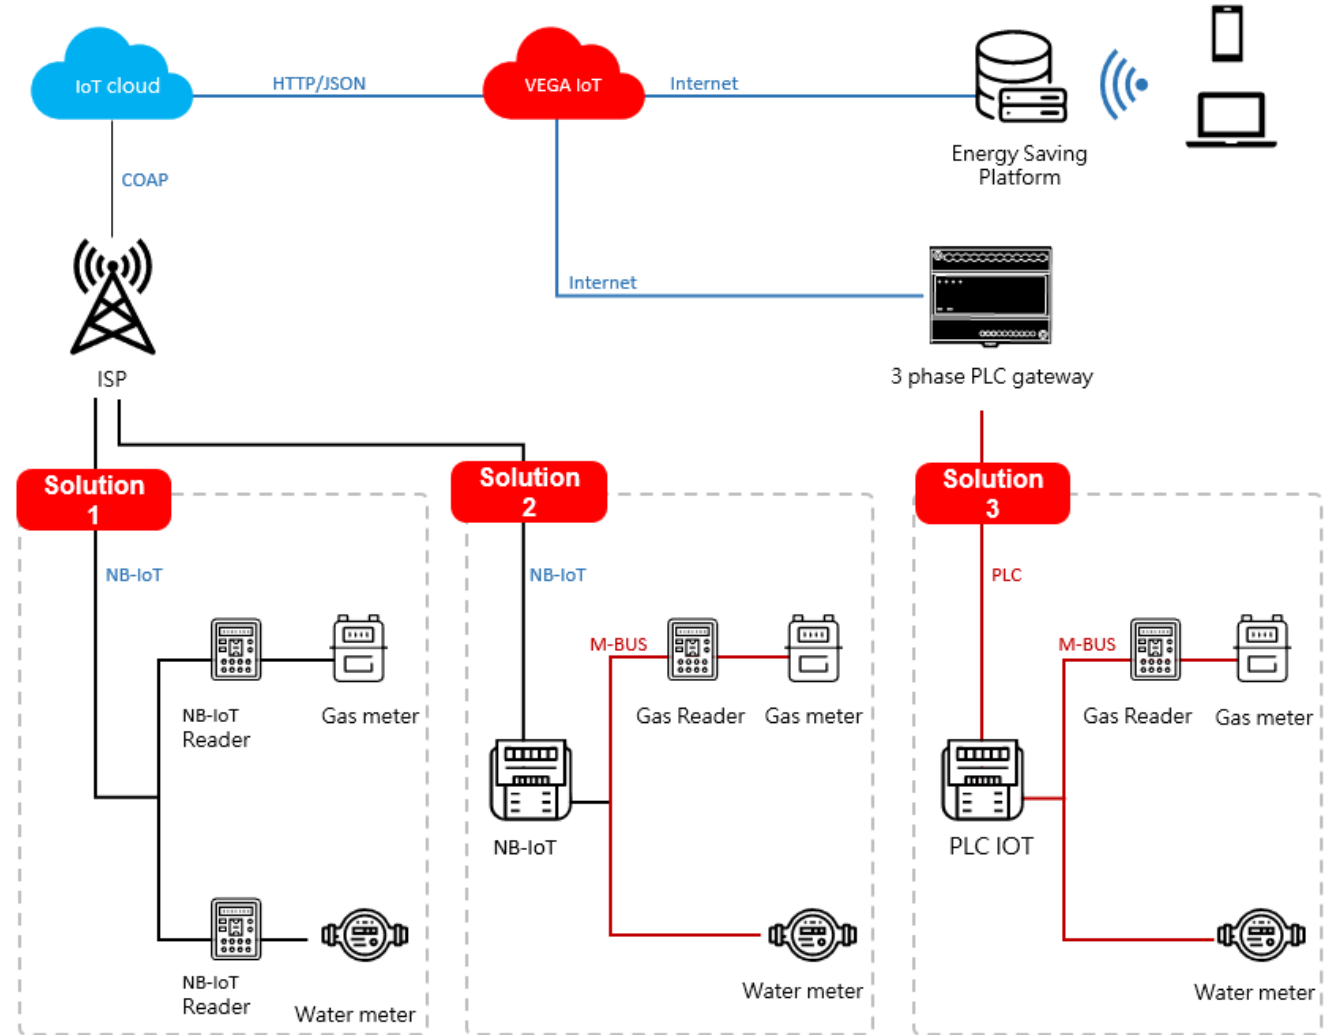 IoT cloud
HTTP/JSON
VEGA IoT
Internet
Energy Saving
Platform
COAP
Internet
ISP
3 phase PLC gateway
Solution
1
NB-IoT
NB-IoT
Reader
Gas meter
NB-IoT
Reader
Water meter
Solution
2
NB-IoT
M-BUS
Gas Reader
Gas meter
NB-IoT
Water meter
Solution
3
PLC
M-BUS
Gas Reader
Gas meter
PLC IOT
Water meter